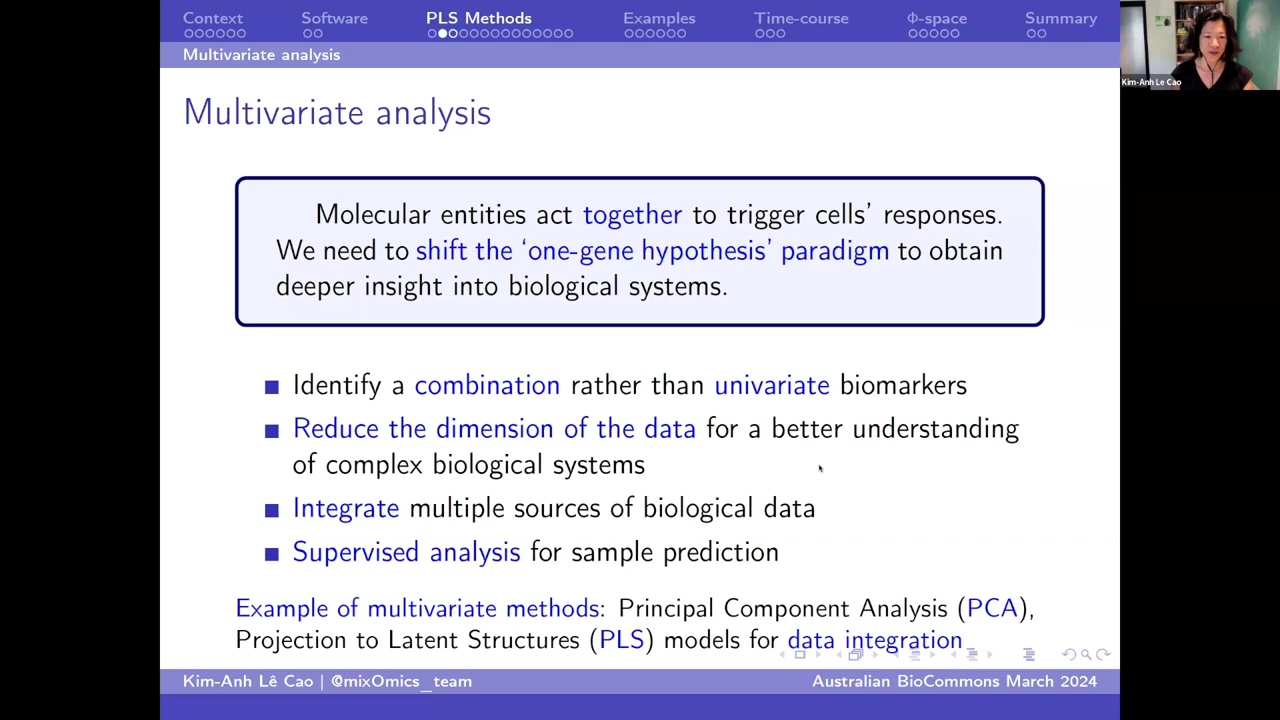 Context Software PLS Methods Examples Time-course Φ-space Summary
Multivariate analysis
Kim-Anh Le Cao
Multivariate analysis
Molecular entities act together to trigger cells’ responses.
We need to shift the ‘one-gene hypothesis’ paradigm to obtain
deeper insight into biological systems.
Identify a combination rather than univariate biomarkers
Reduce the dimension of the data for a better understanding
of complex biological systems
Integrate multiple sources of biological data
Supervised analysis for sample prediction
Example of multivariate methods: Principal Component Analysis (PCA),
Projection to Latent Structures (PLS) models for data integration
Kim-Anh Lê Cao | @mixOmics_team Australian BioCommons March 2024